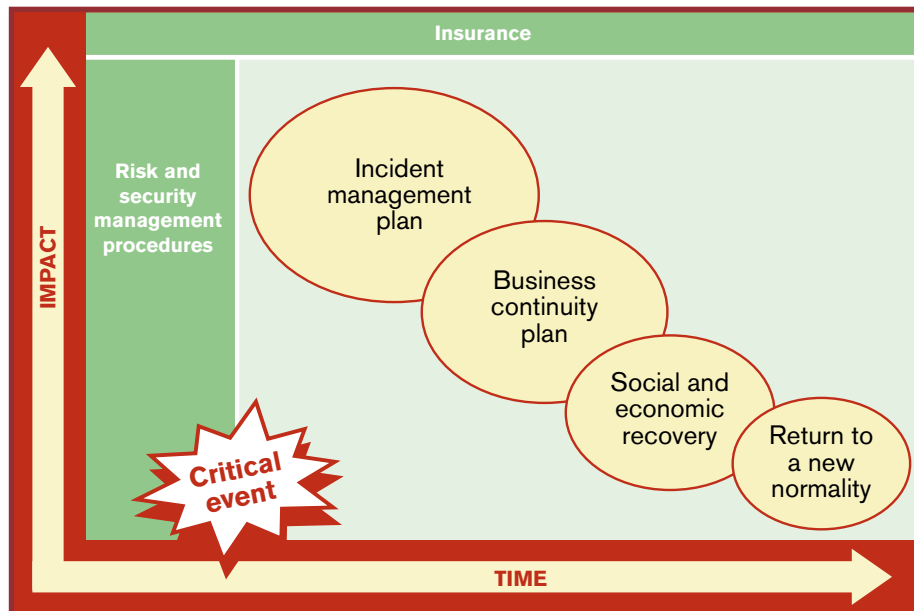 Insurance
Risk and
security
management
procedures
IMPACT
Incident
management
plan
Business
continuity
plan
Social and
economic
recovery
Return to
a new
normality
Critical
event
TIME